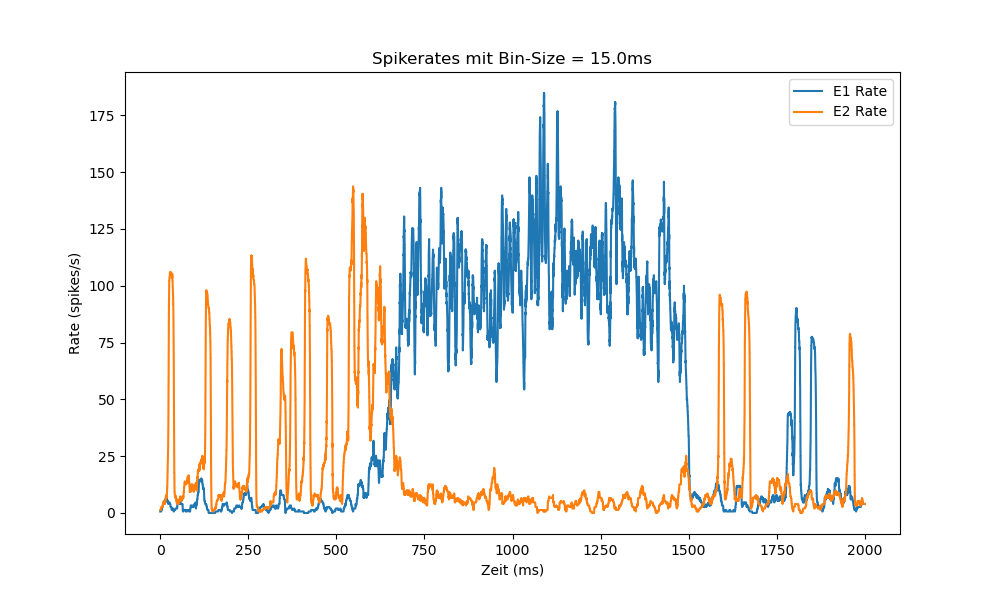 Spikerates mit Bin-Size = 15.0ms
E1 Rate
E2 Rate
Rate (spikes/s)
175
150
125
100
75
50
25
0
0 250 500 750 1000 1250 1500 1750 2000
Zeit (ms)